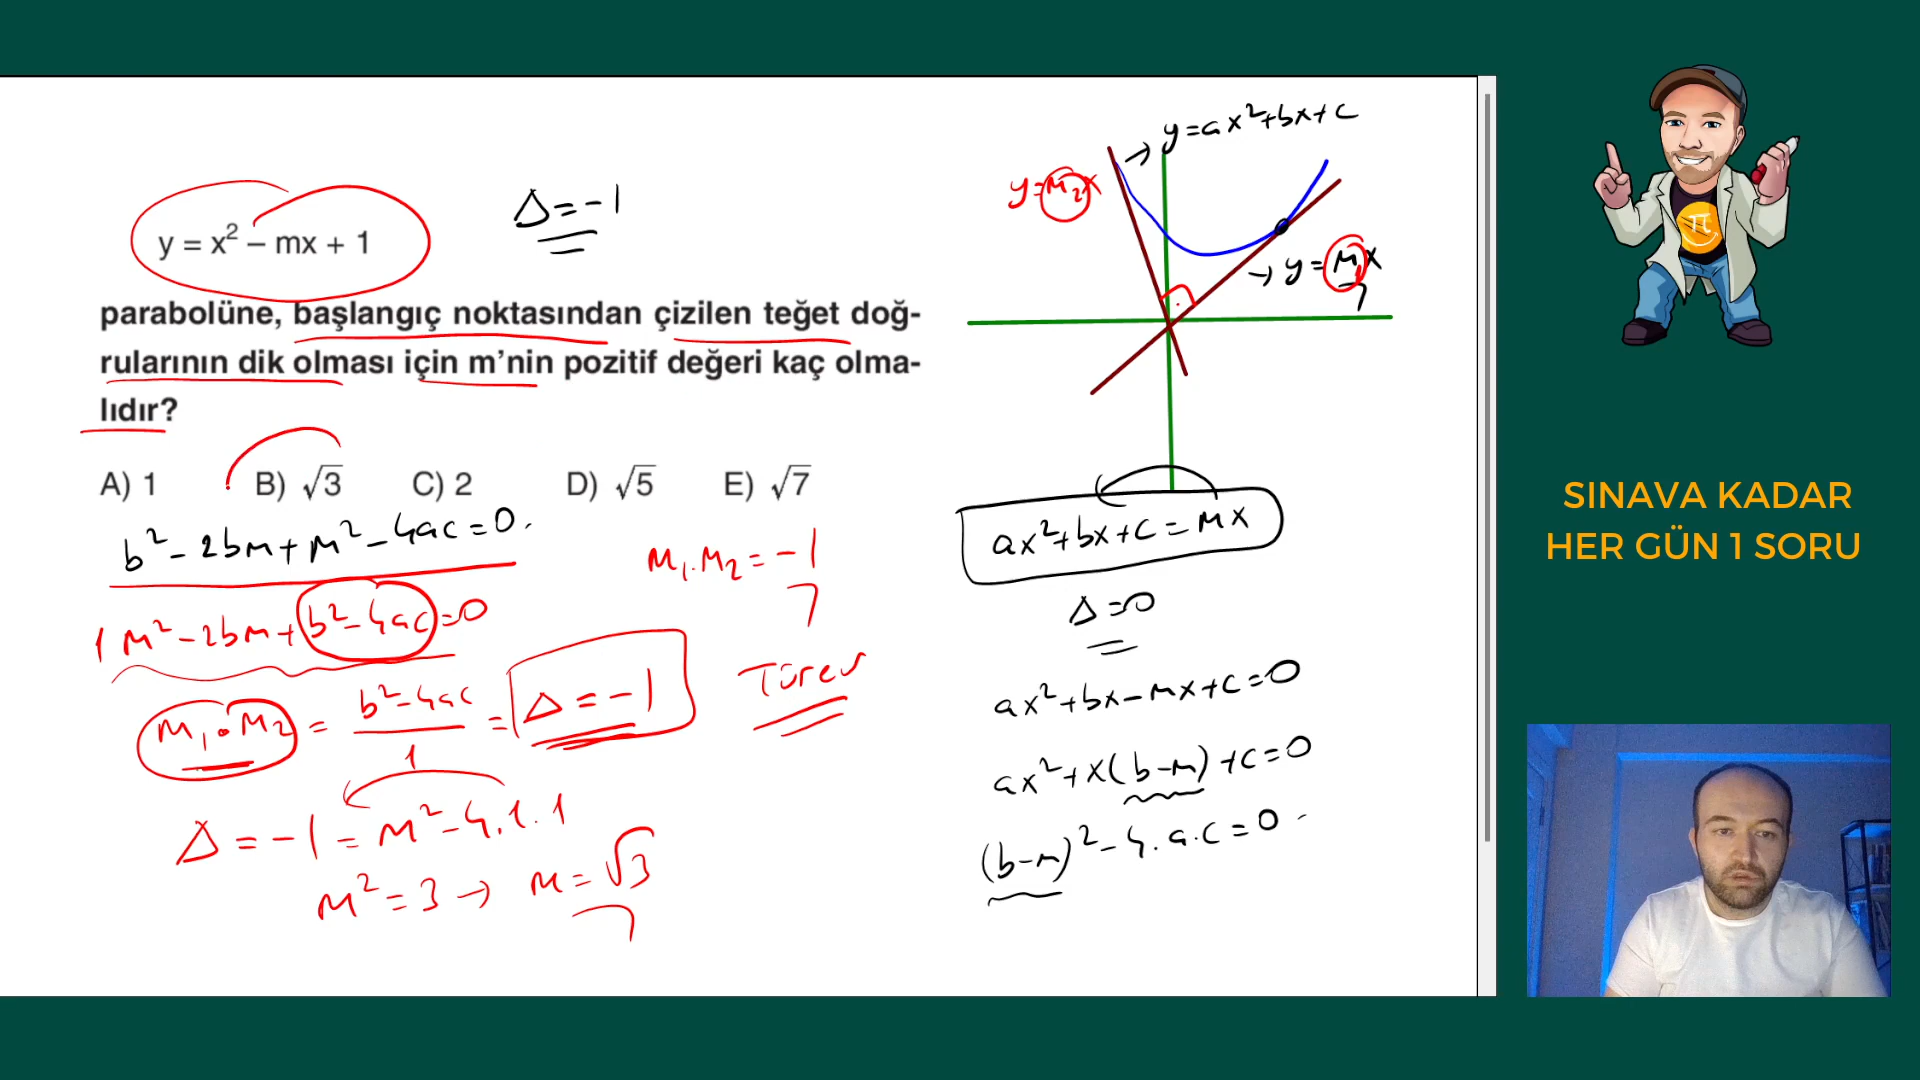 y = x² – mx + 1
Δ = -1
parabolüne, başlangıç noktasından çizilen teğet doğ-
rularının dik olması için m’nin pozitif değeri kaç olma-
lıdır?
A) 1 B) √3 C) 2 D) √5 E) √7
b² - 2bm + m² - 4ac = 0
1m² - 2bm + b² - 4ac = 0
m₁ . m₂ = b² - 4ac / 1 = Δ = -1
Δ = -1 = m² - 4.1.1
m² = 3 → m = √3
m₁ . m₂ = -1
Türev
→ y = ax² + bx + c
y = m₂x
→ y = m₁x
ax² + bx + c = mx
Δ = 0
ax² + bx - mx + c = 0
ax² + x(b-m) + c = 0
(b-m)² - 4.a.c = 0
π
SINAVA KADAR
HER GÜN 1 SORU